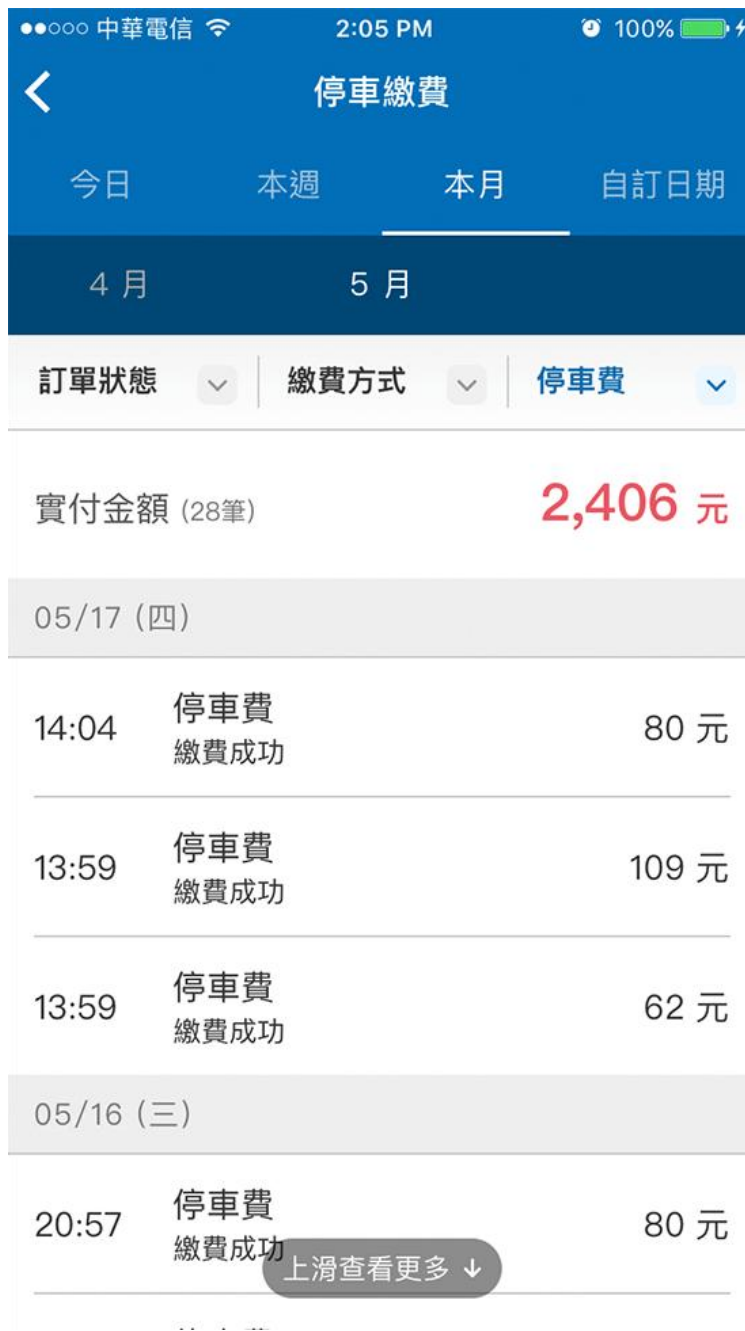 中華電信 2:05 PM 100%
停車繳費
今日 本週 本月 自訂日期
4 月 5 月
訂單狀態 繳費方式 停車費
實付金額 (28筆) 2,406 元
05/17 (四)
14:04 停車費 80 元
繳費成功
13:59 停車費 109 元
繳費成功
13:59 停車費 62 元
繳費成功
05/16 (三)
20:57 停車費 80 元
繳費成功
上滑查看更多 ↓